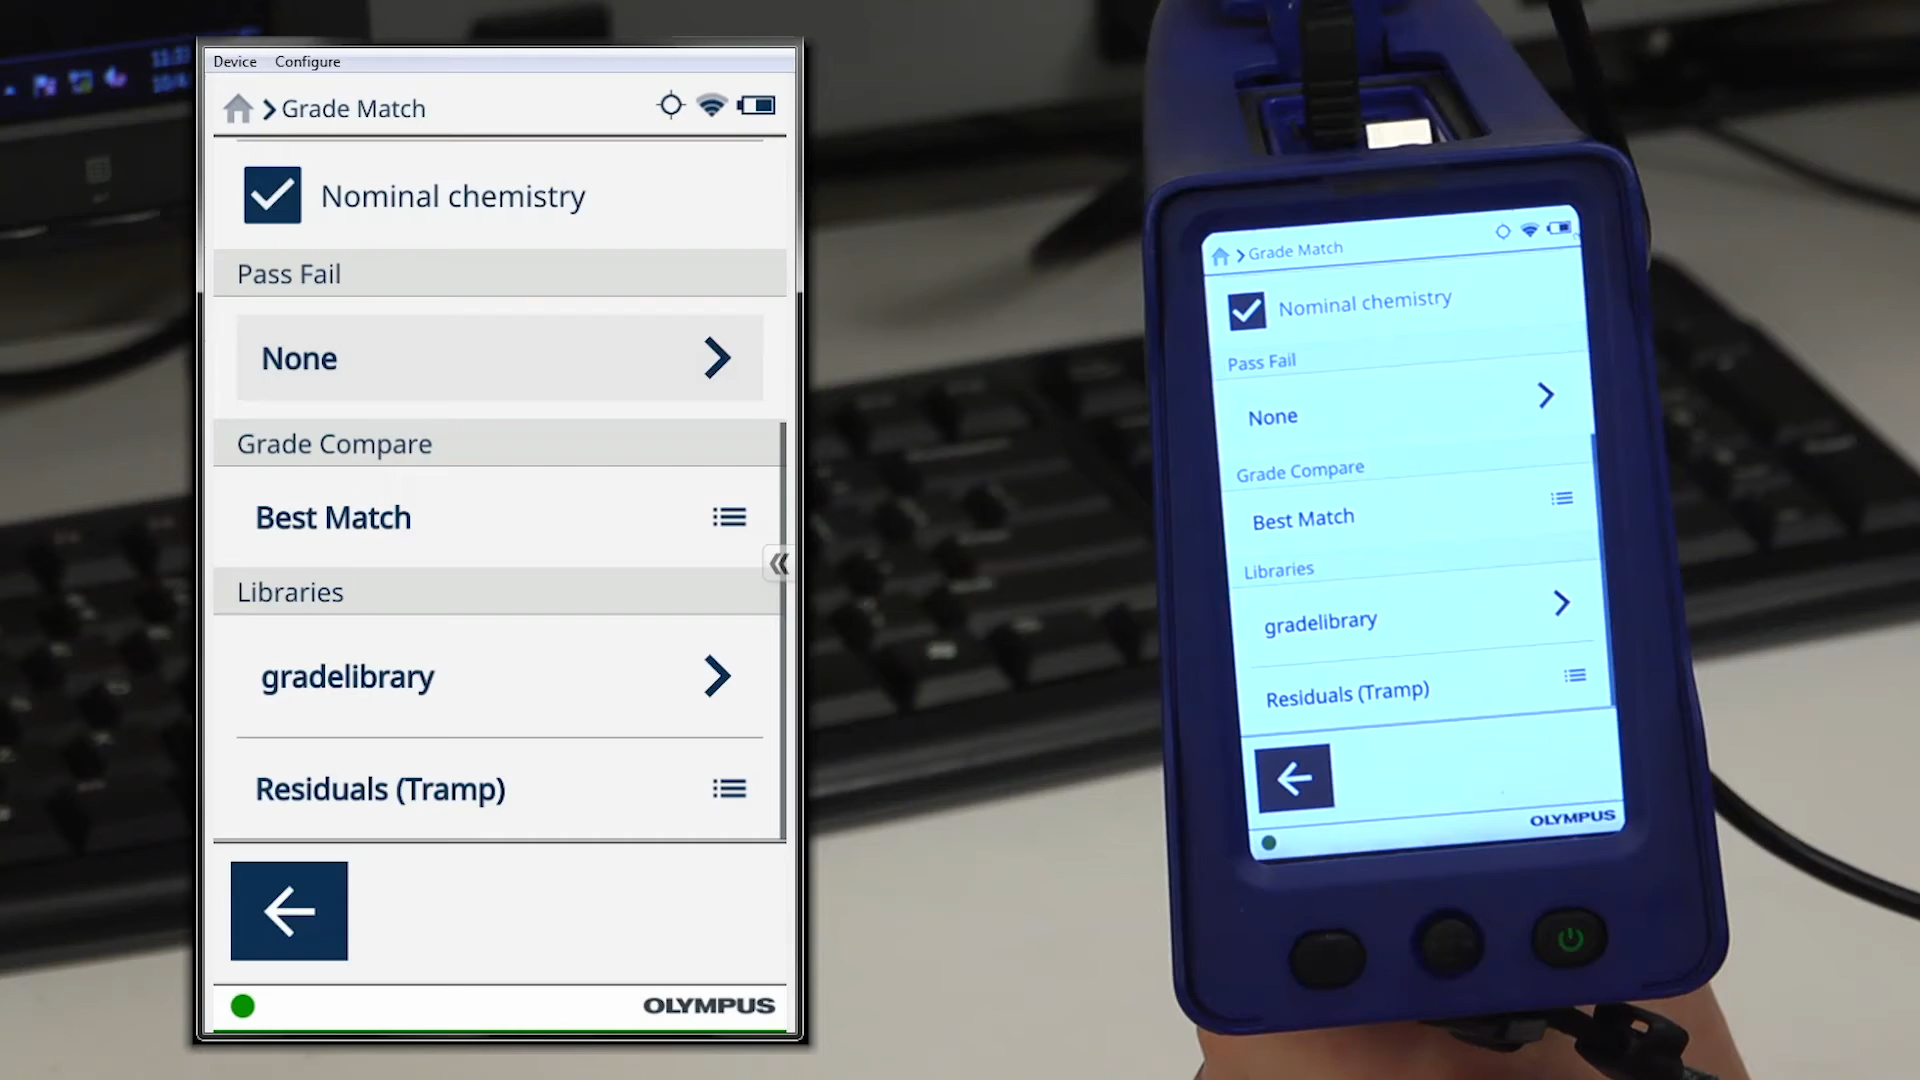 Device Configure
Grade Match
Nominal chemistry
Pass Fail
None
Grade Compare
Best Match
Libraries
gradelibrary
Residuals (Tramp)
OLYMPUS
Grade Match
Nominal chemistry
Pass Fail
None
Grade Compare
Best Match
Libraries
gradelibrary
Residuals (Tramp)
OLYMPUS